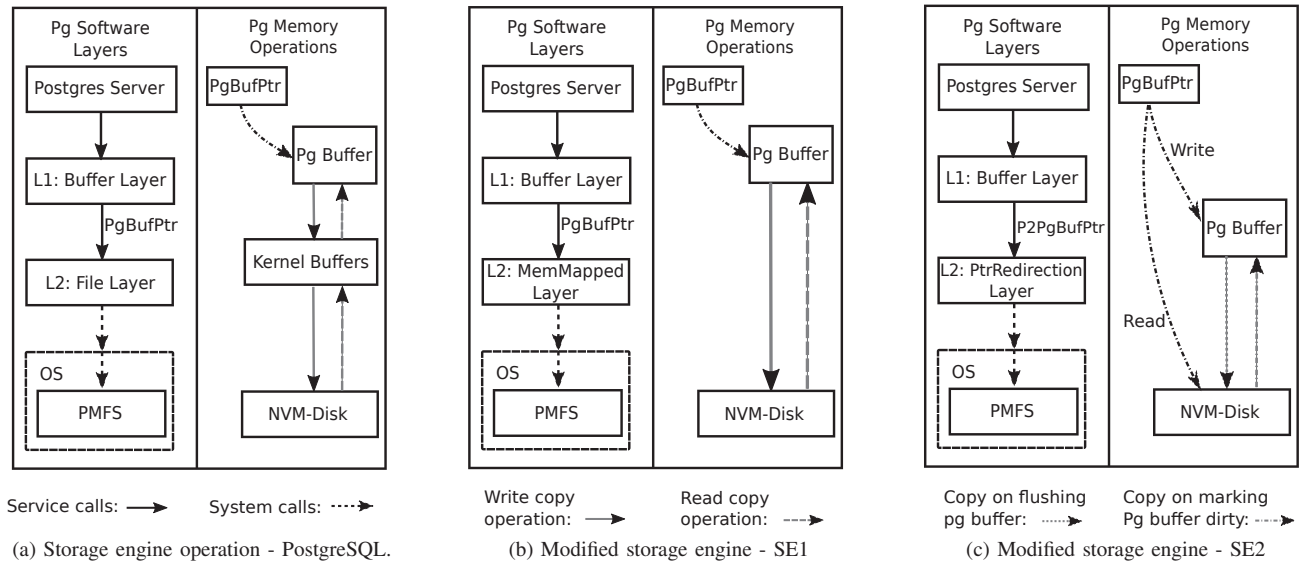 Pg Software
Layers
Pg Memory
Operations
Postgres Server
PgBufPtr
Pg Buffer
L1: Buffer Layer
PgBufPtr
Kernel Buffers
L2: File Layer
OS
PMFS
NVM-Disk
Service calls:
System calls:
(a) Storage engine operation - PostgreSQL.
Pg Software
Layers
Pg Memory
Operations
Postgres Server
PgBufPtr
Pg Buffer
L1: Buffer Layer
PgBufPtr
L2: MemMapped
Layer
OS
PMFS
NVM-Disk
Write copy
operation:
Read copy
operation:
(b) Modified storage engine - SE1
Pg Software
Layers
Pg Memory
Operations
Postgres Server
PgBufPtr
Write
L1: Buffer Layer
P2PgBufPtr
Pg Buffer
L2: PtrRedirection
Layer
Read
OS
PMFS
NVM-Disk
Copy on flushing
pg buffer:
Copy on marking
Pg buffer dirty:
(c) Modified storage engine - SE2